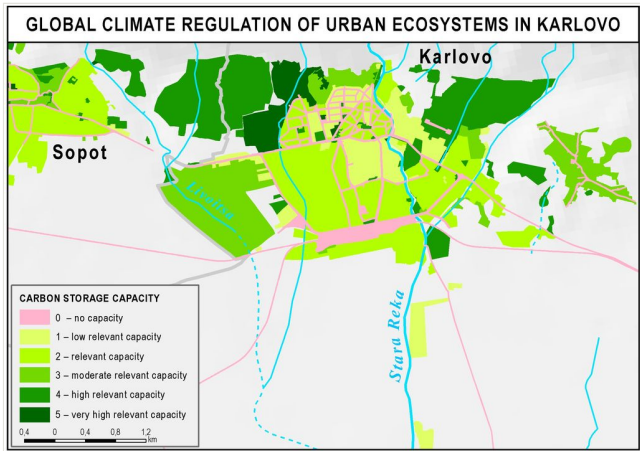 GLOBAL CLIMATE REGULATION OF URBAN ECOSYSTEMS IN KARLOVO
Karlovo
Sopot
Stara Reka
CARBON STORAGE CAPACITY
0 – no capacity
1 – low relevant capacity
2 – relevant capacity
3 – moderate relevant capacity
4 – high relevant capacity
5 – very high relevant capacity
0,4 0 0,4 0,8 1,2
km